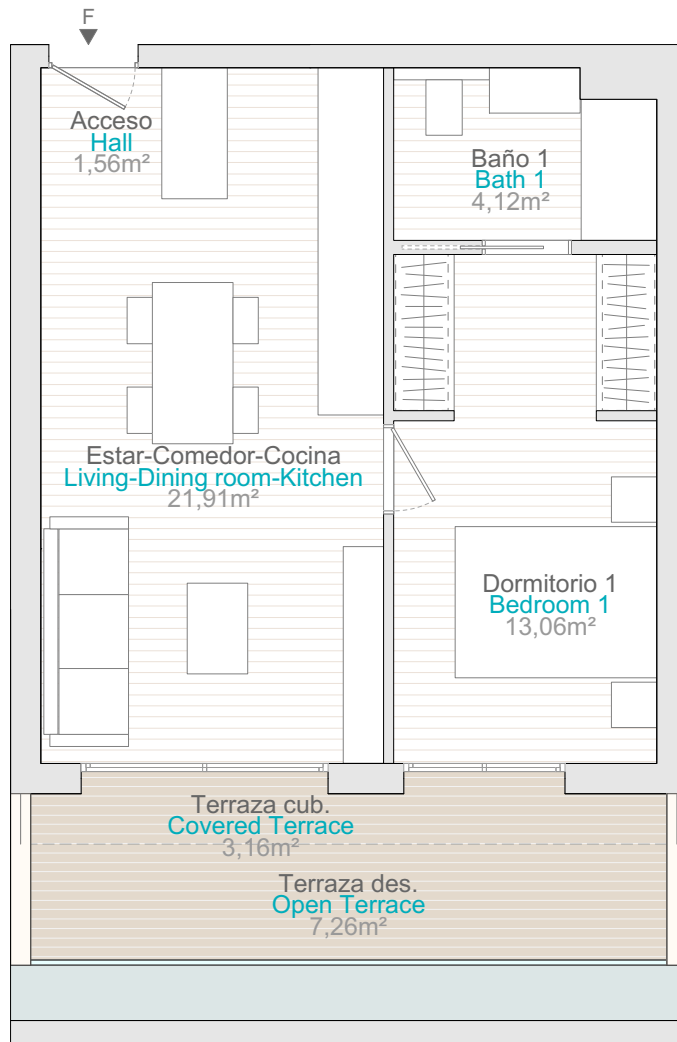 F
Acceso
Hall
1,56m²
Baño 1
Bath 1
4,12m²
Estar-Comedor-Cocina
Living-Dining room-Kitchen
21,91m²
Dormitorio 1
Bedroom 1
13,06m²
Terraza cub.
Covered Terrace
3,16m²
Terraza des.
Open Terrace
7,26m²